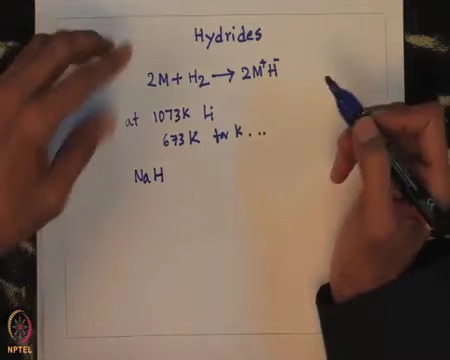 Hydrides
2M + H₂ → 2M⁺H⁻
at 1073K Li
673K for K...
NaH
NPTEL